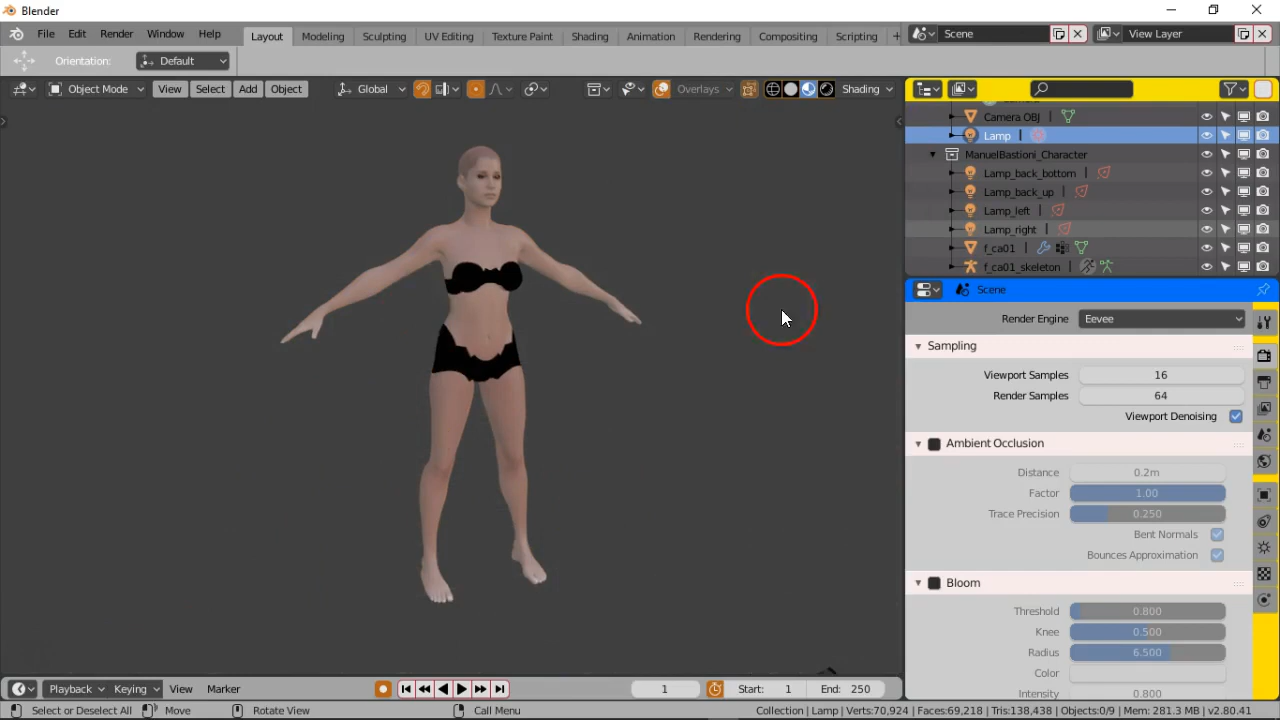 Blender
File Edit Render Window Help
Layout Modeling Sculpting UV Editing Texture Paint Shading Animation Rendering Compositing Scripting +
Scene
View Layer
Orientation: Default
Object Mode View Select Add Object Global Overlays Shading
Camera OBJ
Lamp
ManuelBastioni_Character
Lamp_back_bottom
Lamp_back_up
Lamp_left
Lamp_right
f_ca01
f_ca01_skeleton
Scene
Render Engine Eevee
Sampling
Viewport Samples 16
Render Samples 64
Viewport Denoising
Ambient Occlusion
Distance 0.2m
Factor 1.00
Trace Precision 0.250
Bent Normals
Bounces Approximation
Bloom
Threshold 0.800
Knee 0.500
Radius 6.500
Color
Intensity 0.800
Playback Keying View Marker 1 Start: 1 End: 250
Select or Deselect All Move Rotate View Call Menu Collection | Lamp | Verts:70,924 | Faces:69,218 | Tris:138,438 | Objects:0/9 | Mem: 281.3 MB | v2.80.41